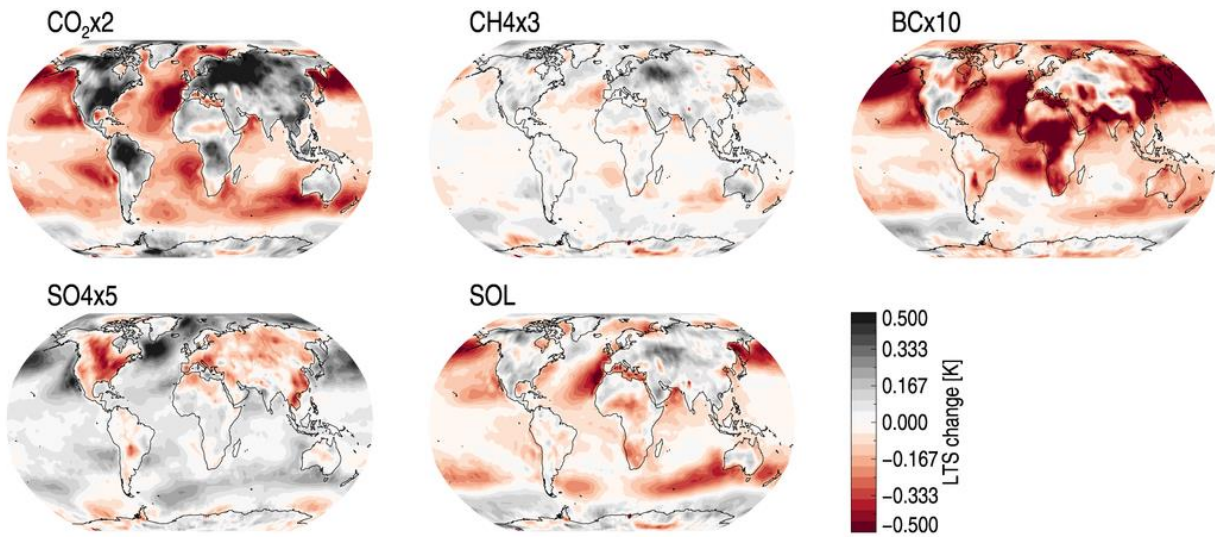 CO₂x2
CH4x3
BCx10
SO4x5
SOL
0.500
0.333
0.167
0.000
−0.167
−0.333
−0.500
LTS change [K]